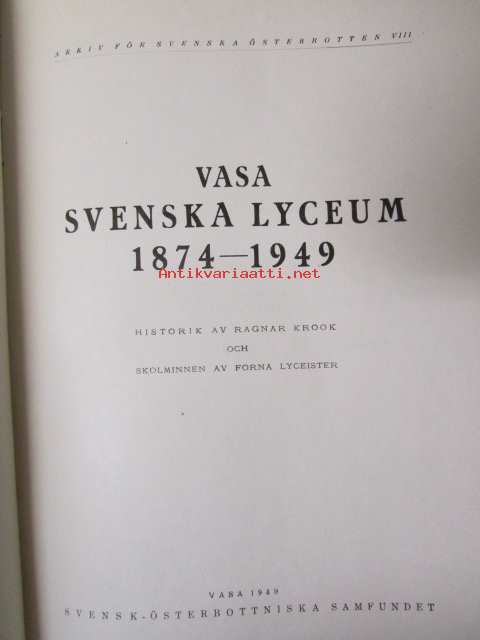 ARKIV FÖR SVENSKA ÖSTERBOTTEN VIII
VASA
SVENSKA LYCEUM
1874—1949
Antikvariaatti.net
HISTORIK AV RAGNAR KROOK
OCH
SKOLMINNEN AV FORNA LYCEISTER
VASA 1949
SVENSK-ÖSTERBOTTNISKA SAMFUNDET